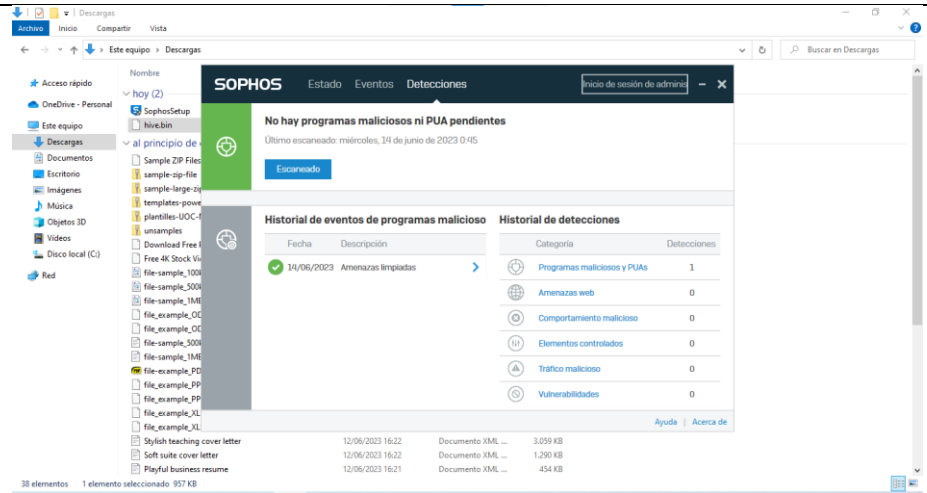 Descargas
Archivo Inicio Compartir Vista
Este equipo > Descargas
Buscar en Descargas
Acceso rápido
OneDrive - Personal
Este equipo
Descargas
Documentos
Escritorio
Imágenes
Música
Objetos 3D
Vídeos
Disco local (C:)
Red
Nombre
hoy (2)
SophosSetup
hive.bin
al principio de
Sample ZIP Files
sample-zip-file
sample-large-zip
templates-powe
plantilles-UOC-
unsamples
Download Free
Free 4K Stock Vi
file-sample_100k
file-sample_500k
file-sample_1ME
file_example_OD
file_example_OD
file-sample_500k
file-sample_1ME
file-example_PD
file_example_PP
file_example_PP
file_example_XL
file_example_XL
Stylish teaching cover letter 12/06/2023 16:22 Documento XML ... 3.059 KB
Soft suite cover letter 12/06/2023 16:22 Documento XML ... 1.290 KB
Playful business resume 12/06/2023 16:21 Documento XML ... 454 KB
SOPHOS Estado Eventos Detecciones Inicio de sesión de adminis
No hay programas maliciosos ni PUA pendientes
Último escaneado: miércoles, 14 de junio de 2023 0:45
Escaneado
Historial de eventos de programas malicioso
Fecha Descripción
14/06/2023 Amenazas limpiadas
Historial de detecciones
Categoría Detecciones
Programas maliciosos y PUAs 1
Amenazas web 0
Comportamiento malicioso 0
Elementos controlados 0
Tráfico malicioso 0
Vulnerabilidades 0
Ayuda | Acerca de
38 elementos 1 elemento seleccionado 957 KB